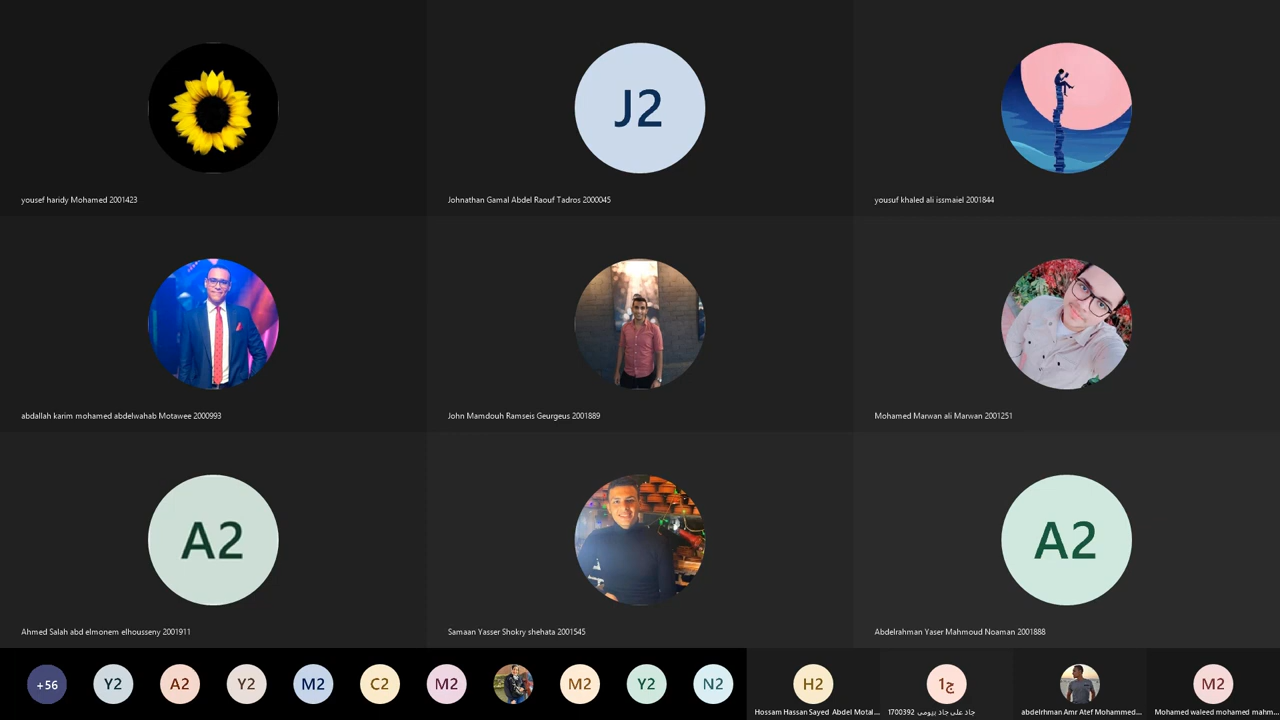 J2
yousef haridy Mohamed 2001423
Johnathan Gamal Abdel Raouf Tadros 2000045
yousuf khaled ali issmaiel 2001844
abdallah karim mohamed abdelwahab Motawee 2000993
John Mamdouh Ramseis Geurgeus 2001889
Mohamed Marwan ali Marwan 2001251
A2
A2
Ahmed Salah abd elmonem elhousseny 2001911
Samaan Yasser Shokry shehata 2001545
Abdelrahman Yaser Mahmoud Noaman 2001888
+56 Y2 A2 Y2 M2 C2 M2 M2 Y2 N2 H2 ج1 M2
Hossam Hassan Sayed Abdel Motal... جاد على جاد بيومى 1700392 abdelrhman Amr Atef Mohammed... Mohamed waleed mohamed mahm...